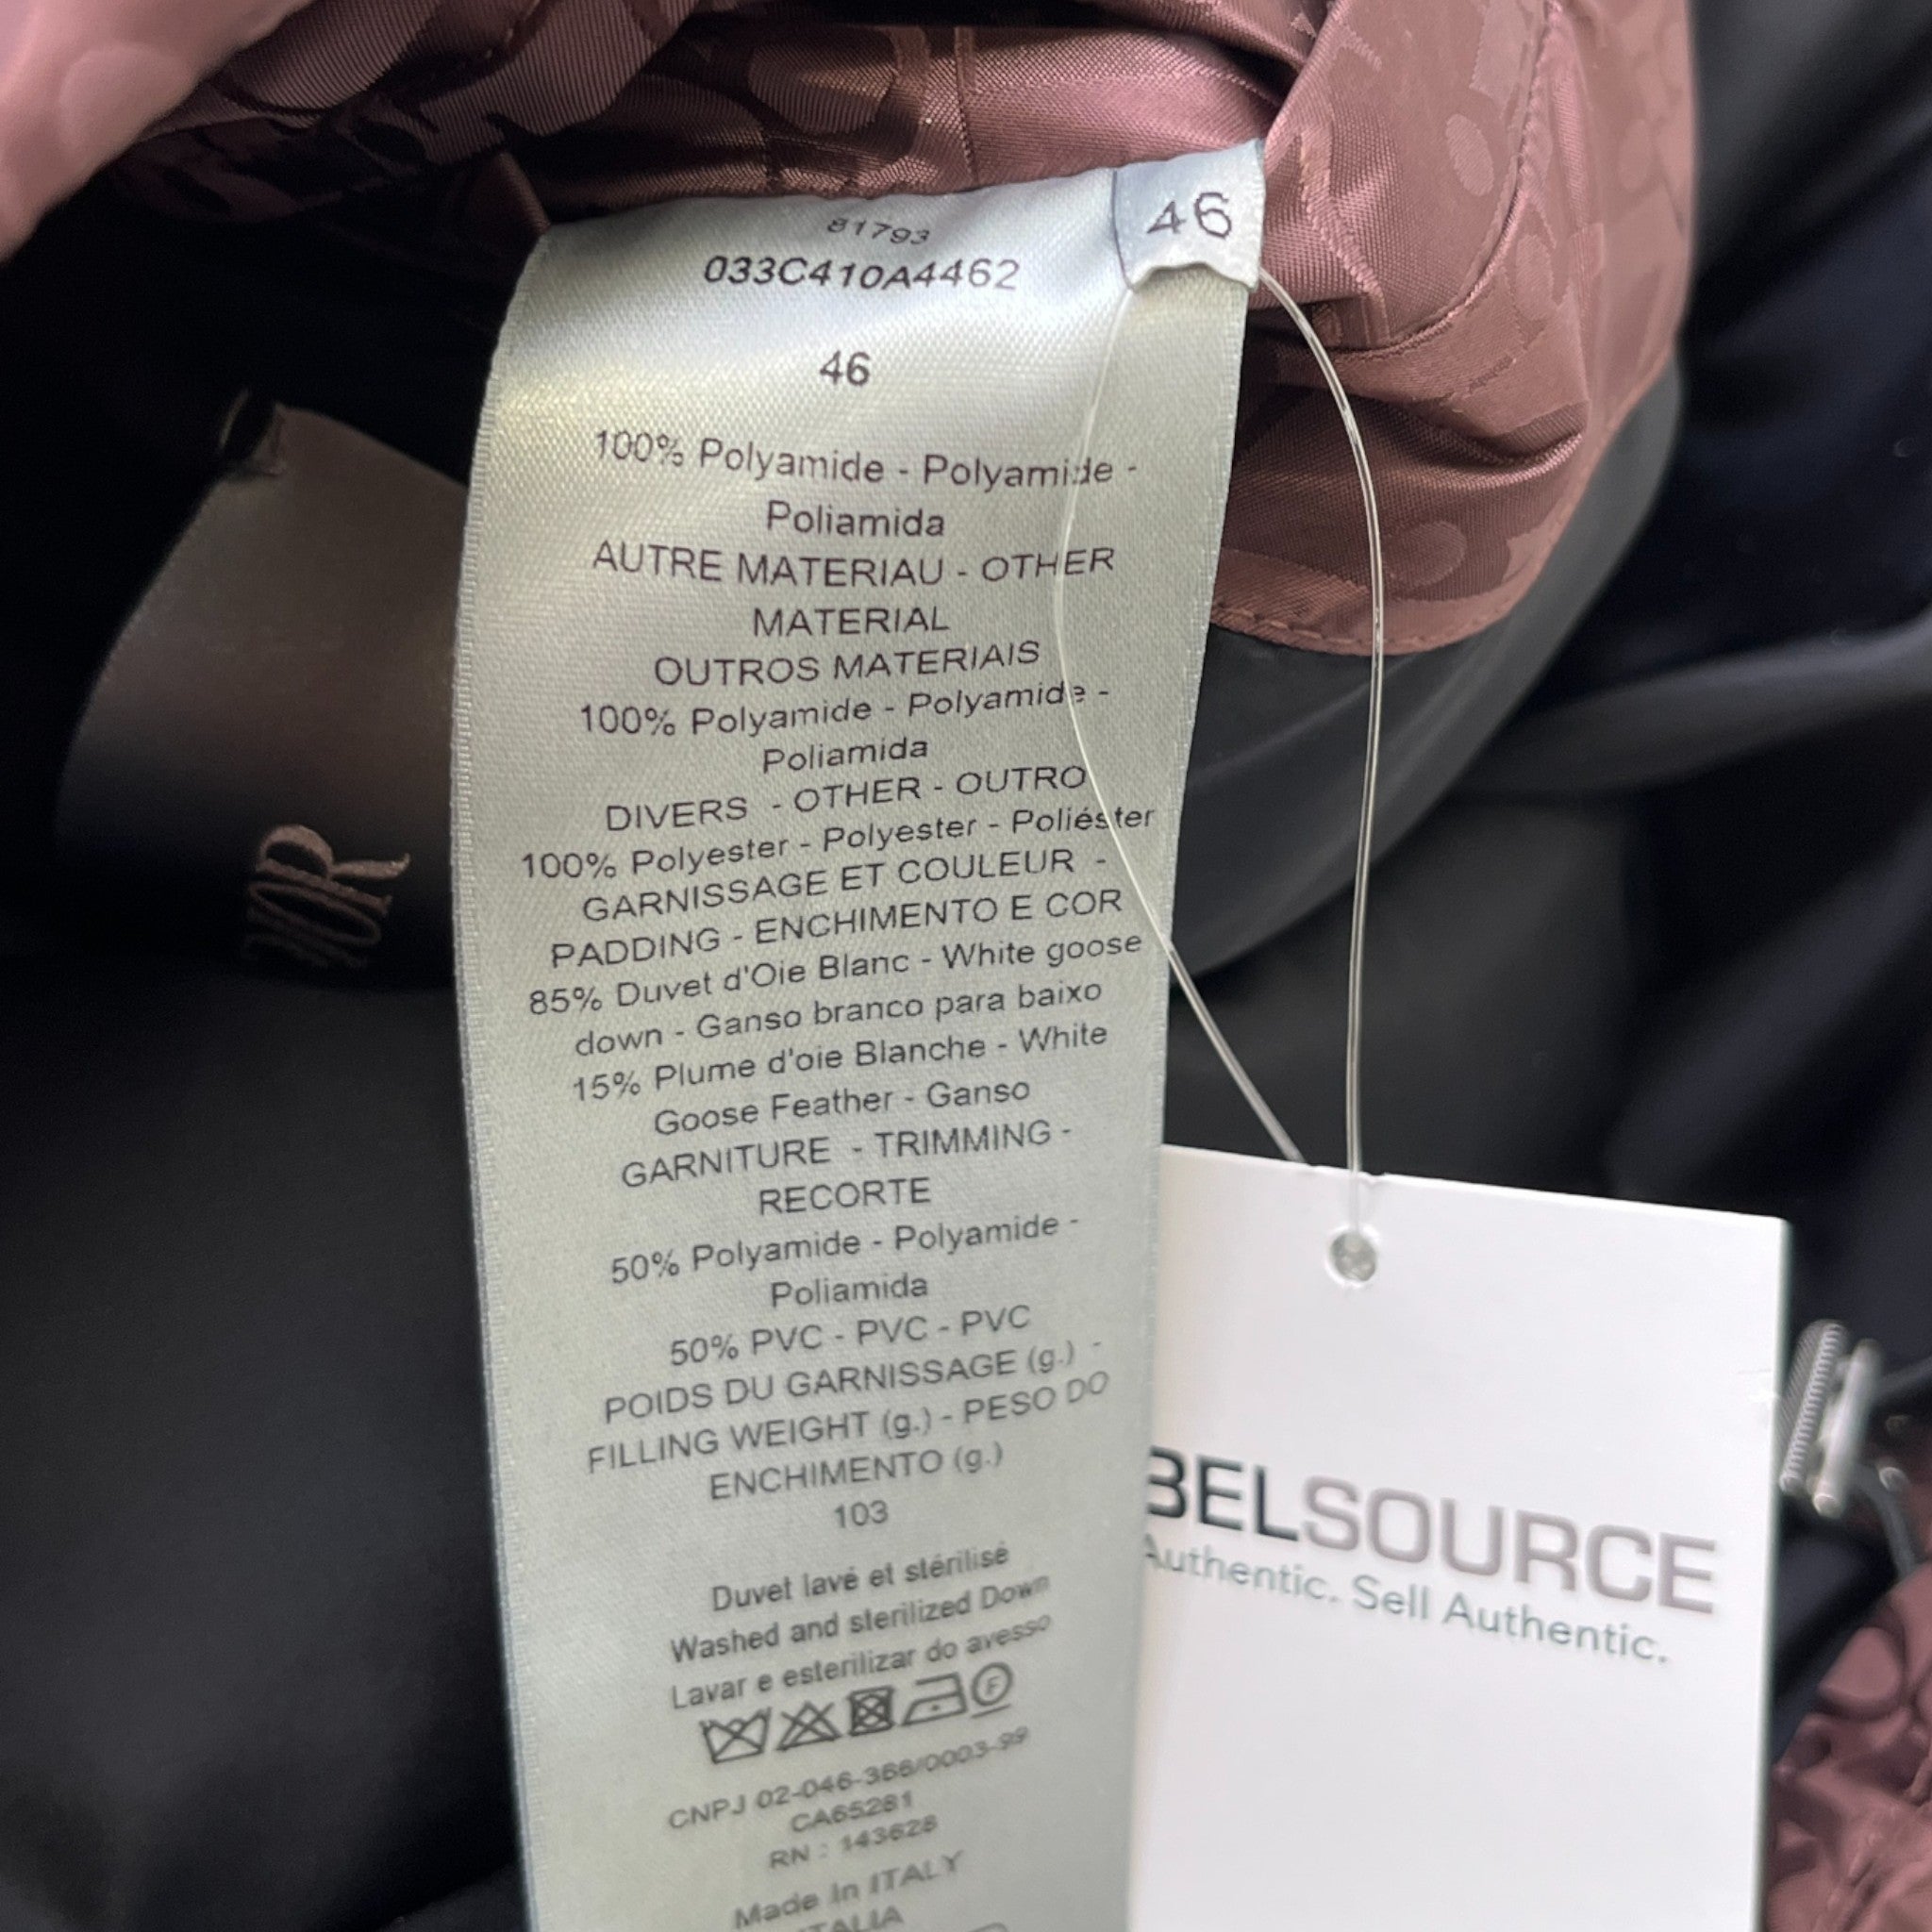 46
81793
033C410A4462
46
100% Polyamide - Polyamide -
Poliamida
AUTRE MATERIAU - OTHER
MATERIAL
OUTROS MATERIAIS
100% Polyamide - Polyamide -
Poliamida
DIVERS - OTHER - OUTRO
100% Polyester - Polyester - Poliéster
GARNISSAGE ET COULEUR -
PADDING - ENCHIMENTO E COR
85% Duvet d'Oie Blanc - White goose
down - Ganso branco para baixo
15% Plume d'oie Blanche - White
Goose Feather - Ganso
GARNITURE - TRIMMING -
RECORTE
50% Polyamide - Polyamide -
Poliamida
50% PVC - PVC - PVC
POIDS DU GARNISSAGE (g.) -
FILLING WEIGHT (g.) - PESO DO
ENCHIMENTO (g.)
103
Duvet lavé et stérilisé
Washed and sterilized Down
Lavar e esterilizar do avesso
F
CNPJ 02-046-366/0003-99
CA65281
RN : 143628
Made in ITALY
ITALIA
BELSOURCE
Authentic. Sell Authentic.